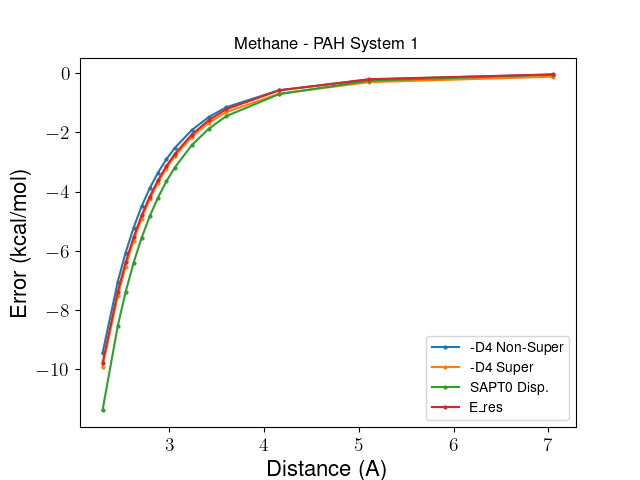 Methane - PAH System 1
Error (kcal/mol)
0
−2
−4
−6
−8
−10
3
4
5
6
7
Distance (A)
-D4 Non-Super
-D4 Super
SAPT0 Disp.
E_res